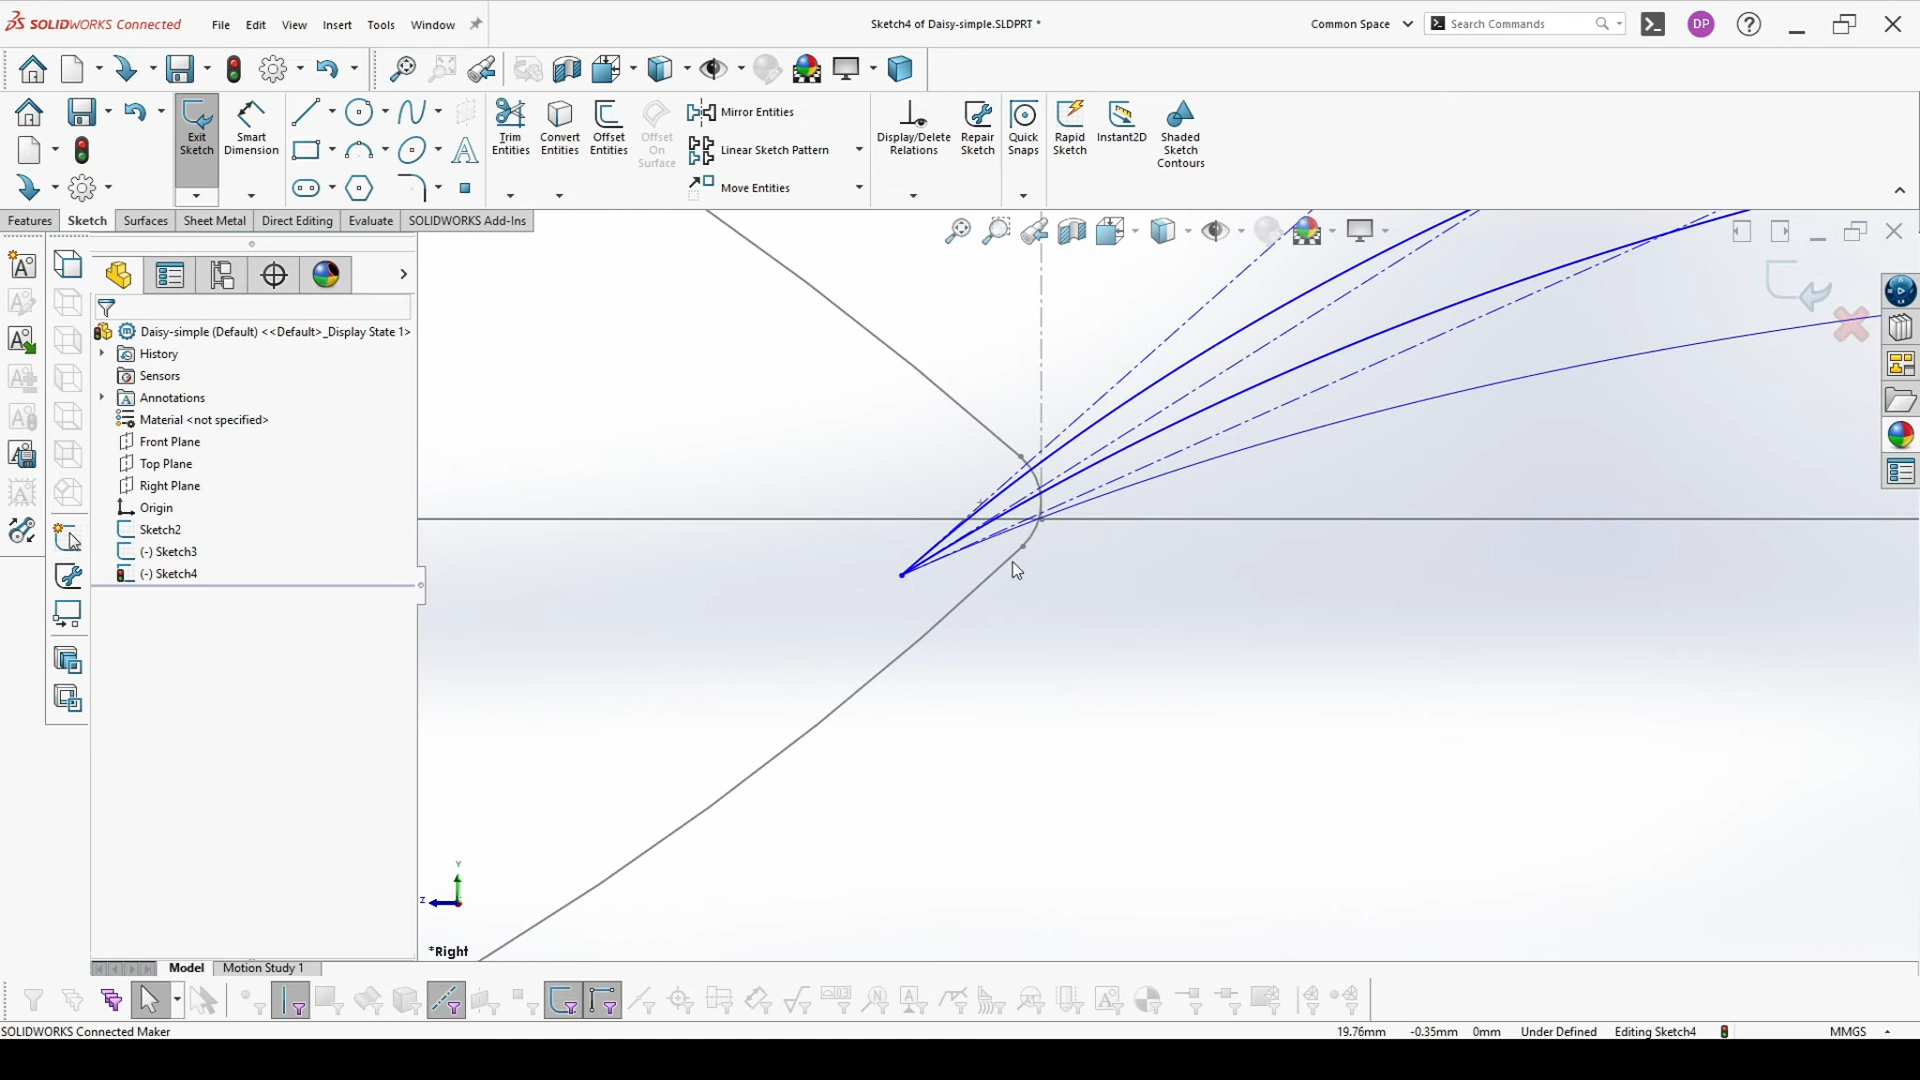 SOLIDWORKS Connected
File Edit View Insert Tools Window
Sketch4 of Daisy-simple.SLDPRT *
Common Space
Search Commands
DP
Exit Sketch
Smart Dimension
Trim Entities
Convert Entities
Offset Entities
Offset On Surface
Mirror Entities
Linear Sketch Pattern
Move Entities
Display/Delete Relations
Repair Sketch
Quick Snaps
Rapid Sketch
Instant2D
Shaded Sketch Contours
Features Sketch Surfaces Sheet Metal Direct Editing Evaluate SOLIDWORKS Add-Ins
Daisy-simple (Default) <<Default>_Display State 1>
History
Sensors
Annotations
Material <not specified>
Front Plane
Top Plane
Right Plane
Origin
Sketch2
(-) Sketch3
(-) Sketch4
Y
Z
*Right
Model Motion Study 1
SOLIDWORKS Connected Maker
19.76mm -0.35mm 0mm Under Defined Editing Sketch4 MMGS